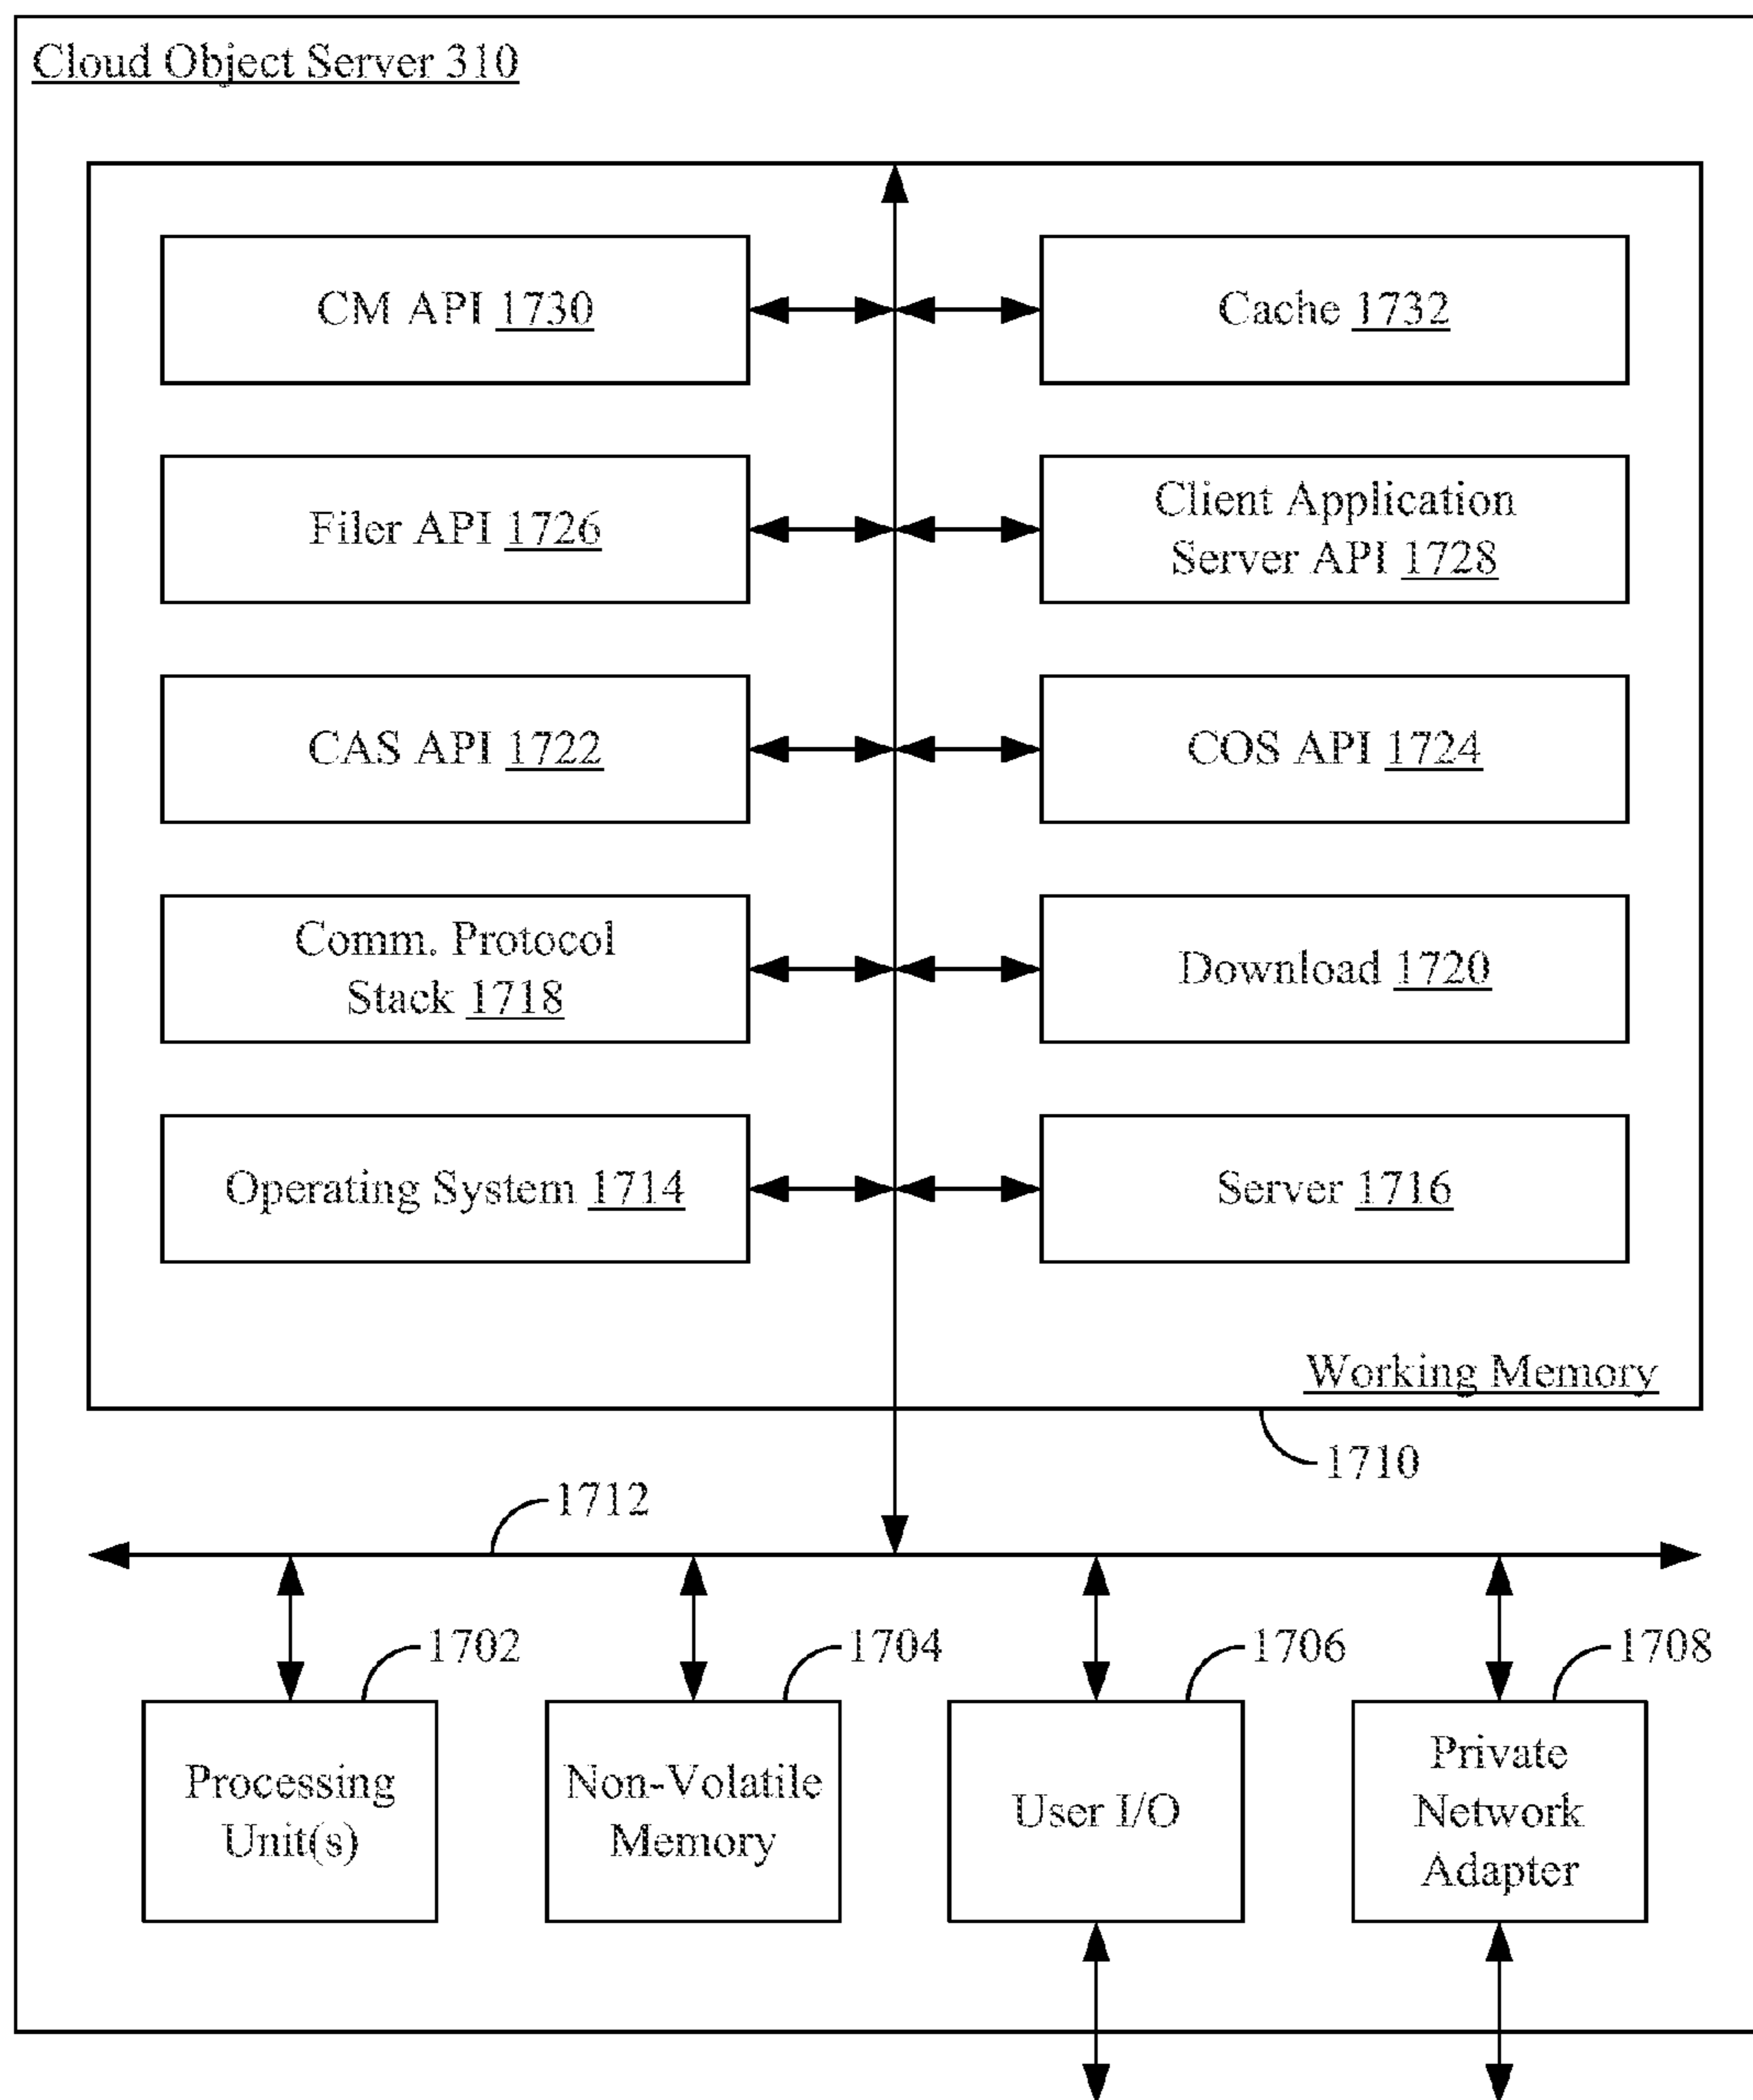 Cloud Object Server 310
CM API 1730
Cache 1732
Filer API 1726
Client Application
Server API 1728
CAS API 1722
COS API 1724
Comm. Protocol
Stack 1718
Download 1720
Operating System 1714
Server 1716
Working Memory
1710
1712
1702
1704
1706
1708
Processing
Unit(s)
Non-Volatile
Memory
User I/O
Private
Network
Adapter